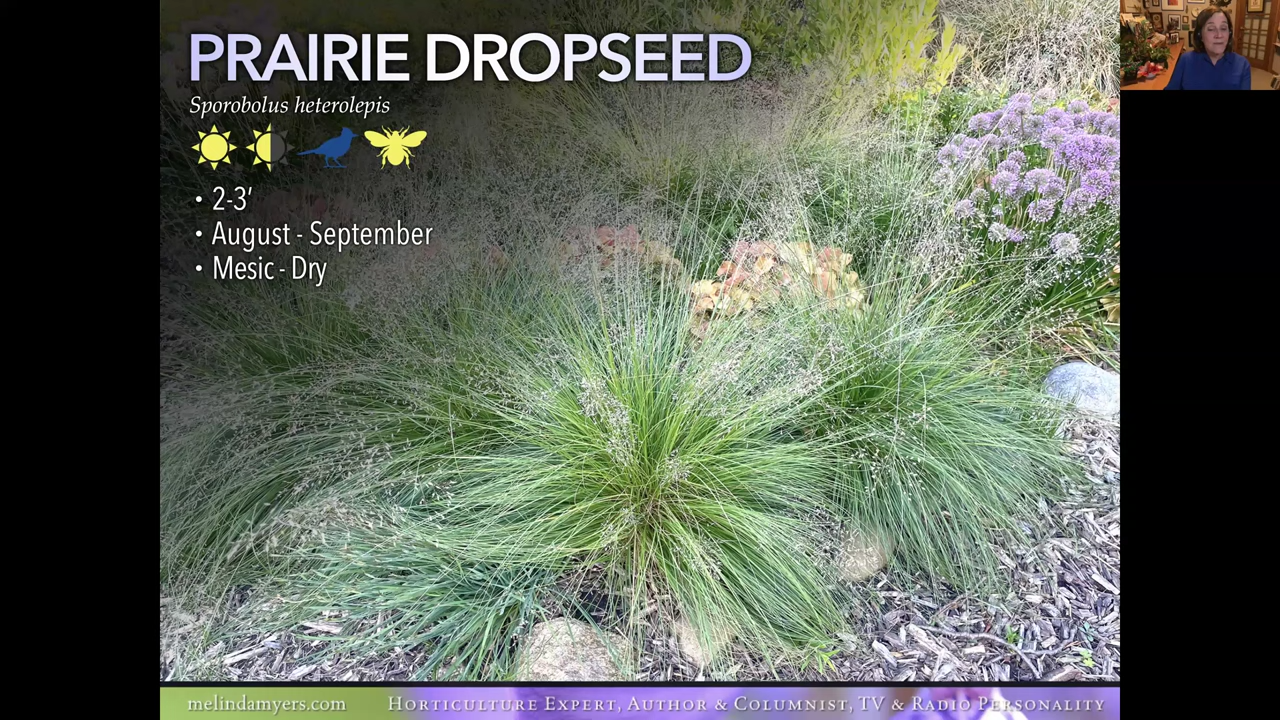 PRAIRIE DROPSEED
Sporobolus heterolepis
• 2-3'
• August - September
• Mesic - Dry
melindamyers.com HORTICULTURE EXPERT, AUTHOR & COLUMNIST, TV & RADIO PERSONALITY